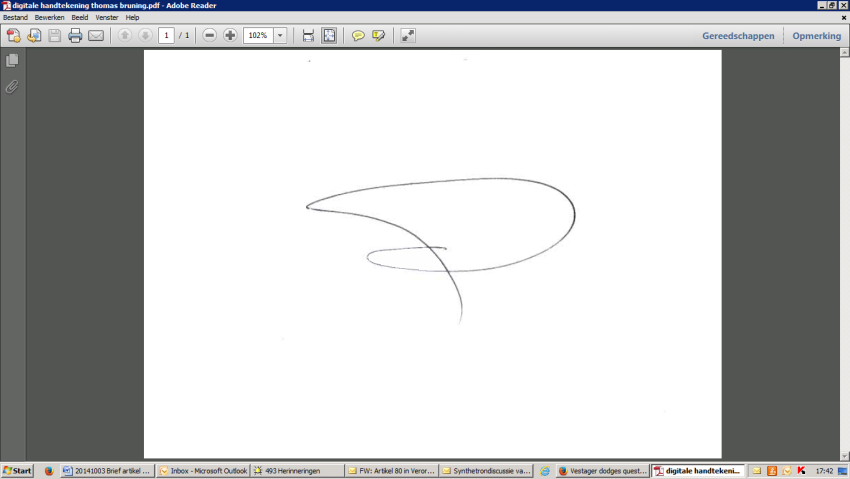 digitale handtekening thomas bruning.pdf - Adobe Reader
Bestand Bewerken Beeld Venster Help
1 / 1 102% Gereedschappen Opmerking
Start 20141003 Brief artikel ... Inbox - Microsoft Outlook 493 Herinneringen FW: Artikel 80 in Veror... Synthetrondiscussie va... Vestager dodges quest... digitale handtekeni... 17:42